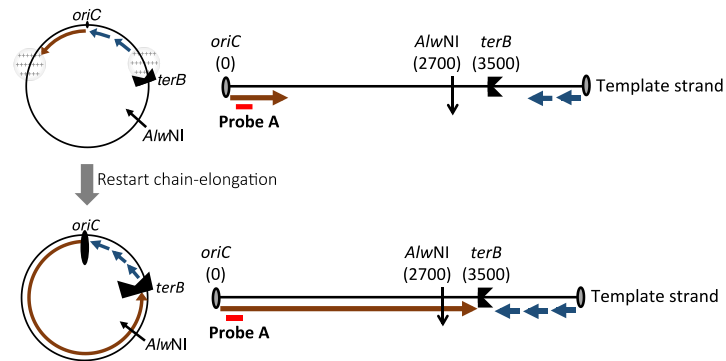 oriC
terB
AlwNI
oriC
(0)
AlwNI
(2700)
terB
(3500)
Template strand
Probe A
Restart chain-elongation
oriC
terB
AlwNI
oriC
(0)
AlwNI
(2700)
terB
(3500)
Template strand
Probe A